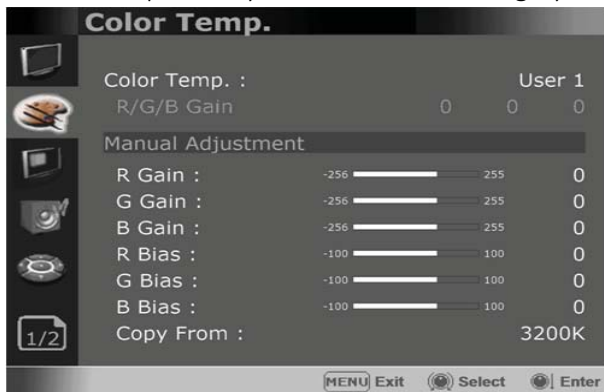 Color Temp.
Color Temp. : User 1
R/G/B Gain 0 0 0
Manual Adjustment
R Gain : -256 255 0
G Gain : -256 255 0
B Gain : -256 255 0
R Bias : -100 100 0
G Bias : -100 100 0
B Bias : -100 100 0
Copy From : 3200K
1/2
MENU Exit Select Enter